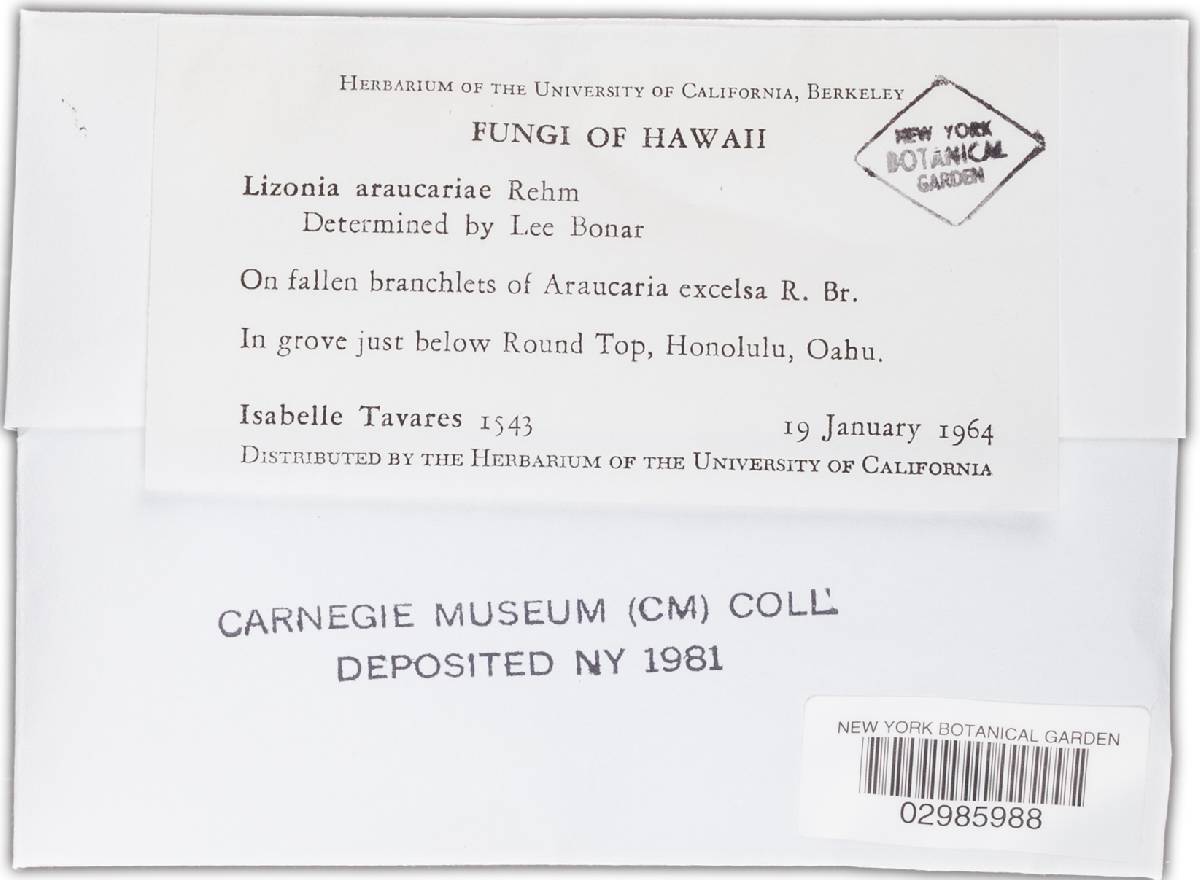 HERBARIUM OF THE UNIVERSITY OF CALIFORNIA, BERKELEY
FUNGI OF HAWAII
NEW YORK
BOTANICAL
GARDEN
Lizonia araucariae Rehm
Determined by Lee Bonar
On fallen branchlets of Araucaria excelsa R. Br.
In grove just below Round Top, Honolulu, Oahu.
Isabelle Tavares 1543 19 January 1964
DISTRIBUTED BY THE HERBARIUM OF THE UNIVERSITY OF CALIFORNIA
CARNEGIE MUSEUM (CM) COLL.
DEPOSITED NY 1981
NEW YORK BOTANICAL GARDEN
02985988